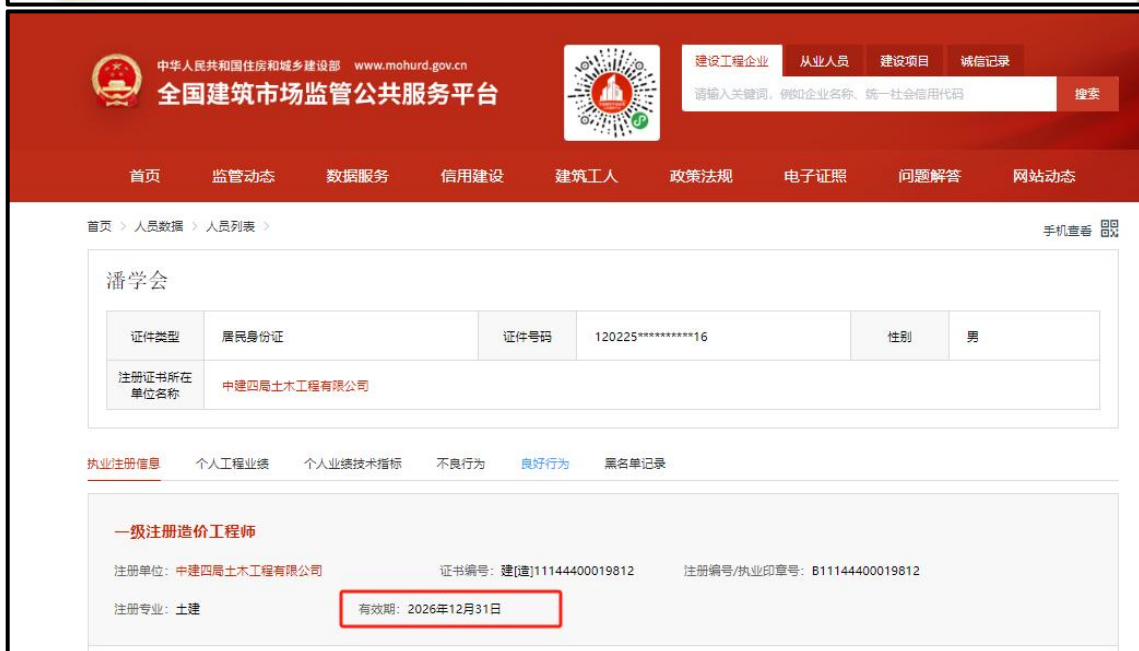 中华人民共和国住房和城乡建设部 www.mohurd.gov.cn
全国建筑市场监管公共服务平台
建设工程企业 从业人员 建设项目 诚信记录
请输入关键词，例如企业名称、统一社会信用代码 搜索
首页 监管动态 数据服务 信用建设 建筑工人 政策法规 电子证照 问题解答 网站动态
首页 > 人员数据 > 人员列表 >
手机查看
潘学会
证件类型 居民身份证 证件号码 120225**********16 性别 男
注册证书所在
单位名称
中建四局土木工程有限公司
执业注册信息 个人工程业绩 个人业绩技术指标 不良行为 良好行为 黑名单记录
一级注册造价工程师
注册单位：中建四局土木工程有限公司 证书编号：建[造]11144400019812 注册编号/执业印章号：B11144400019812
注册专业：土建 有效期：2026年12月31日